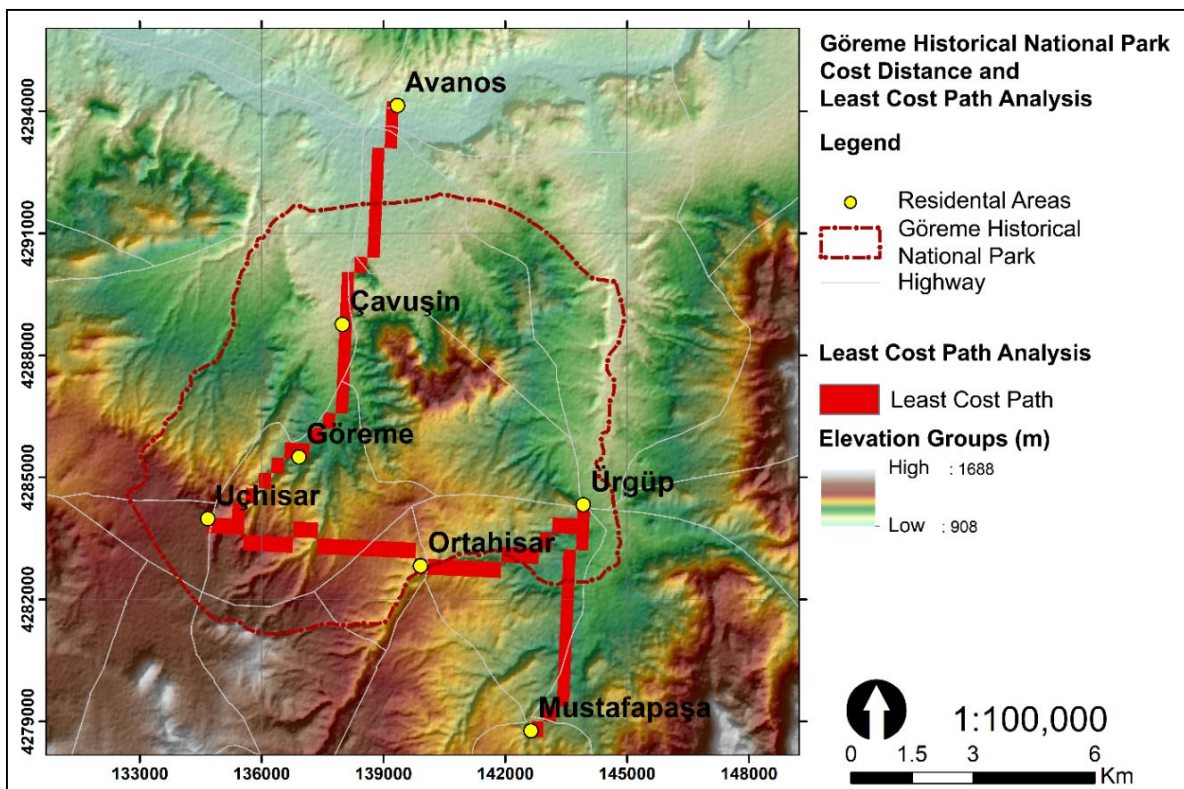 Göreme Historical National Park
Cost Distance and
Least Cost Path Analysis
Legend
Residental Areas
Göreme Historical
National Park
Highway
Least Cost Path Analysis
Least Cost Path
Elevation Groups (m)
High : 1688
Low : 908
1:100,000
0 1.5 3 6
Km
Avanos
Çavuşin
Göreme
Uçhisar
Ürgüp
Ortahisar
Mustafapaşa
4294000
4291000
4288000
4285000
4282000
4279000
133000 136000 139000 142000 145000 148000